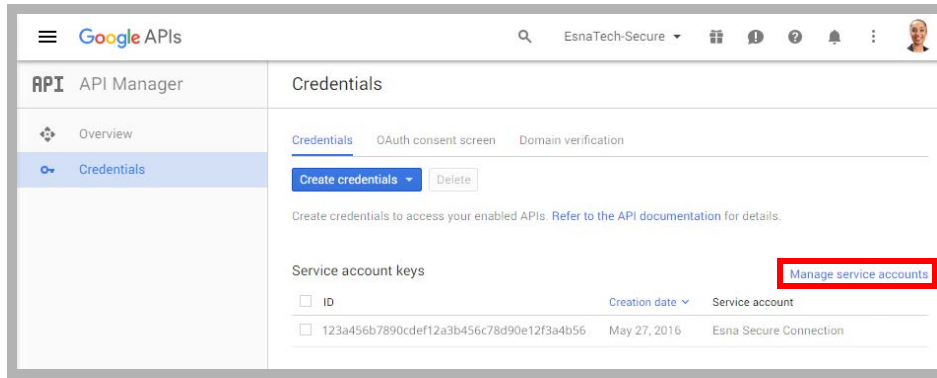 Google APIs EsnaTech-Secure
API API Manager Credentials
Overview
Credentials OAuth consent screen Domain verification
Credentials
Create credentials Delete
Create credentials to access your enabled APIs. Refer to the API documentation for details.
Service account keys Manage service accounts
ID Creation date Service account
123a456b7890cdef12a3b456c78d90e12f3a4b56 May 27, 2016 Esna Secure Connection